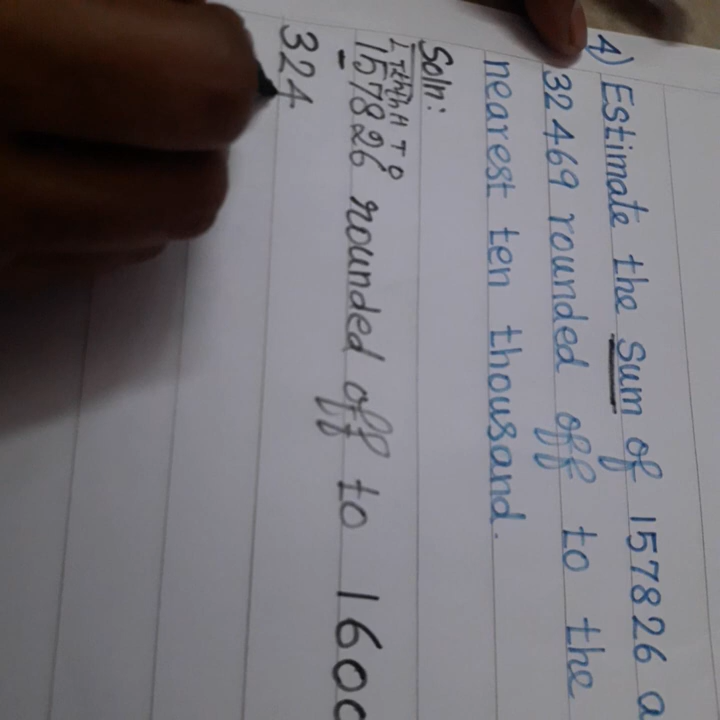 4) Estimate the sum of 157826 a
32469 rounded off to the
nearest ten thousand.
Soln:
L TTh Th H T O
157826 rounded off to 1600
324